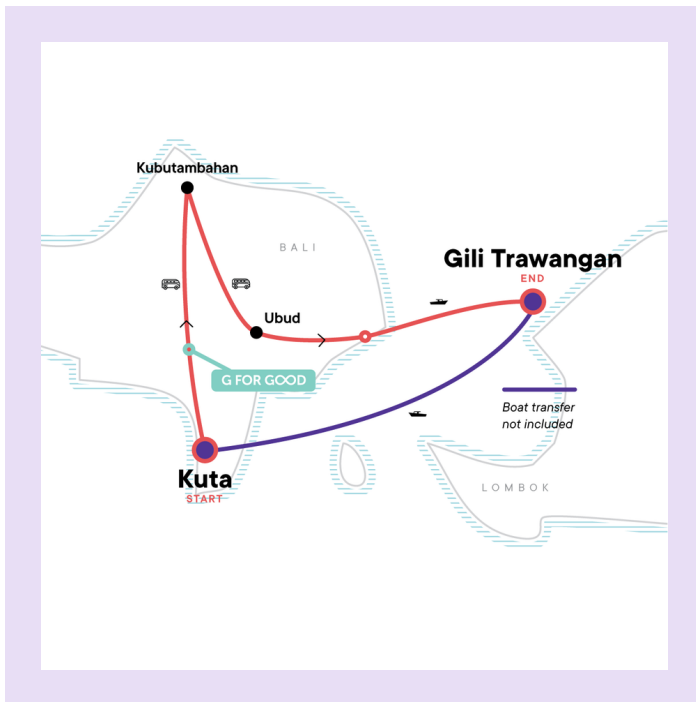 Kubutambahan
BALI
Gili Trawangan
END
Ubud
G FOR GOOD
Boat transfer
not included
Kuta
START
LOMBOK